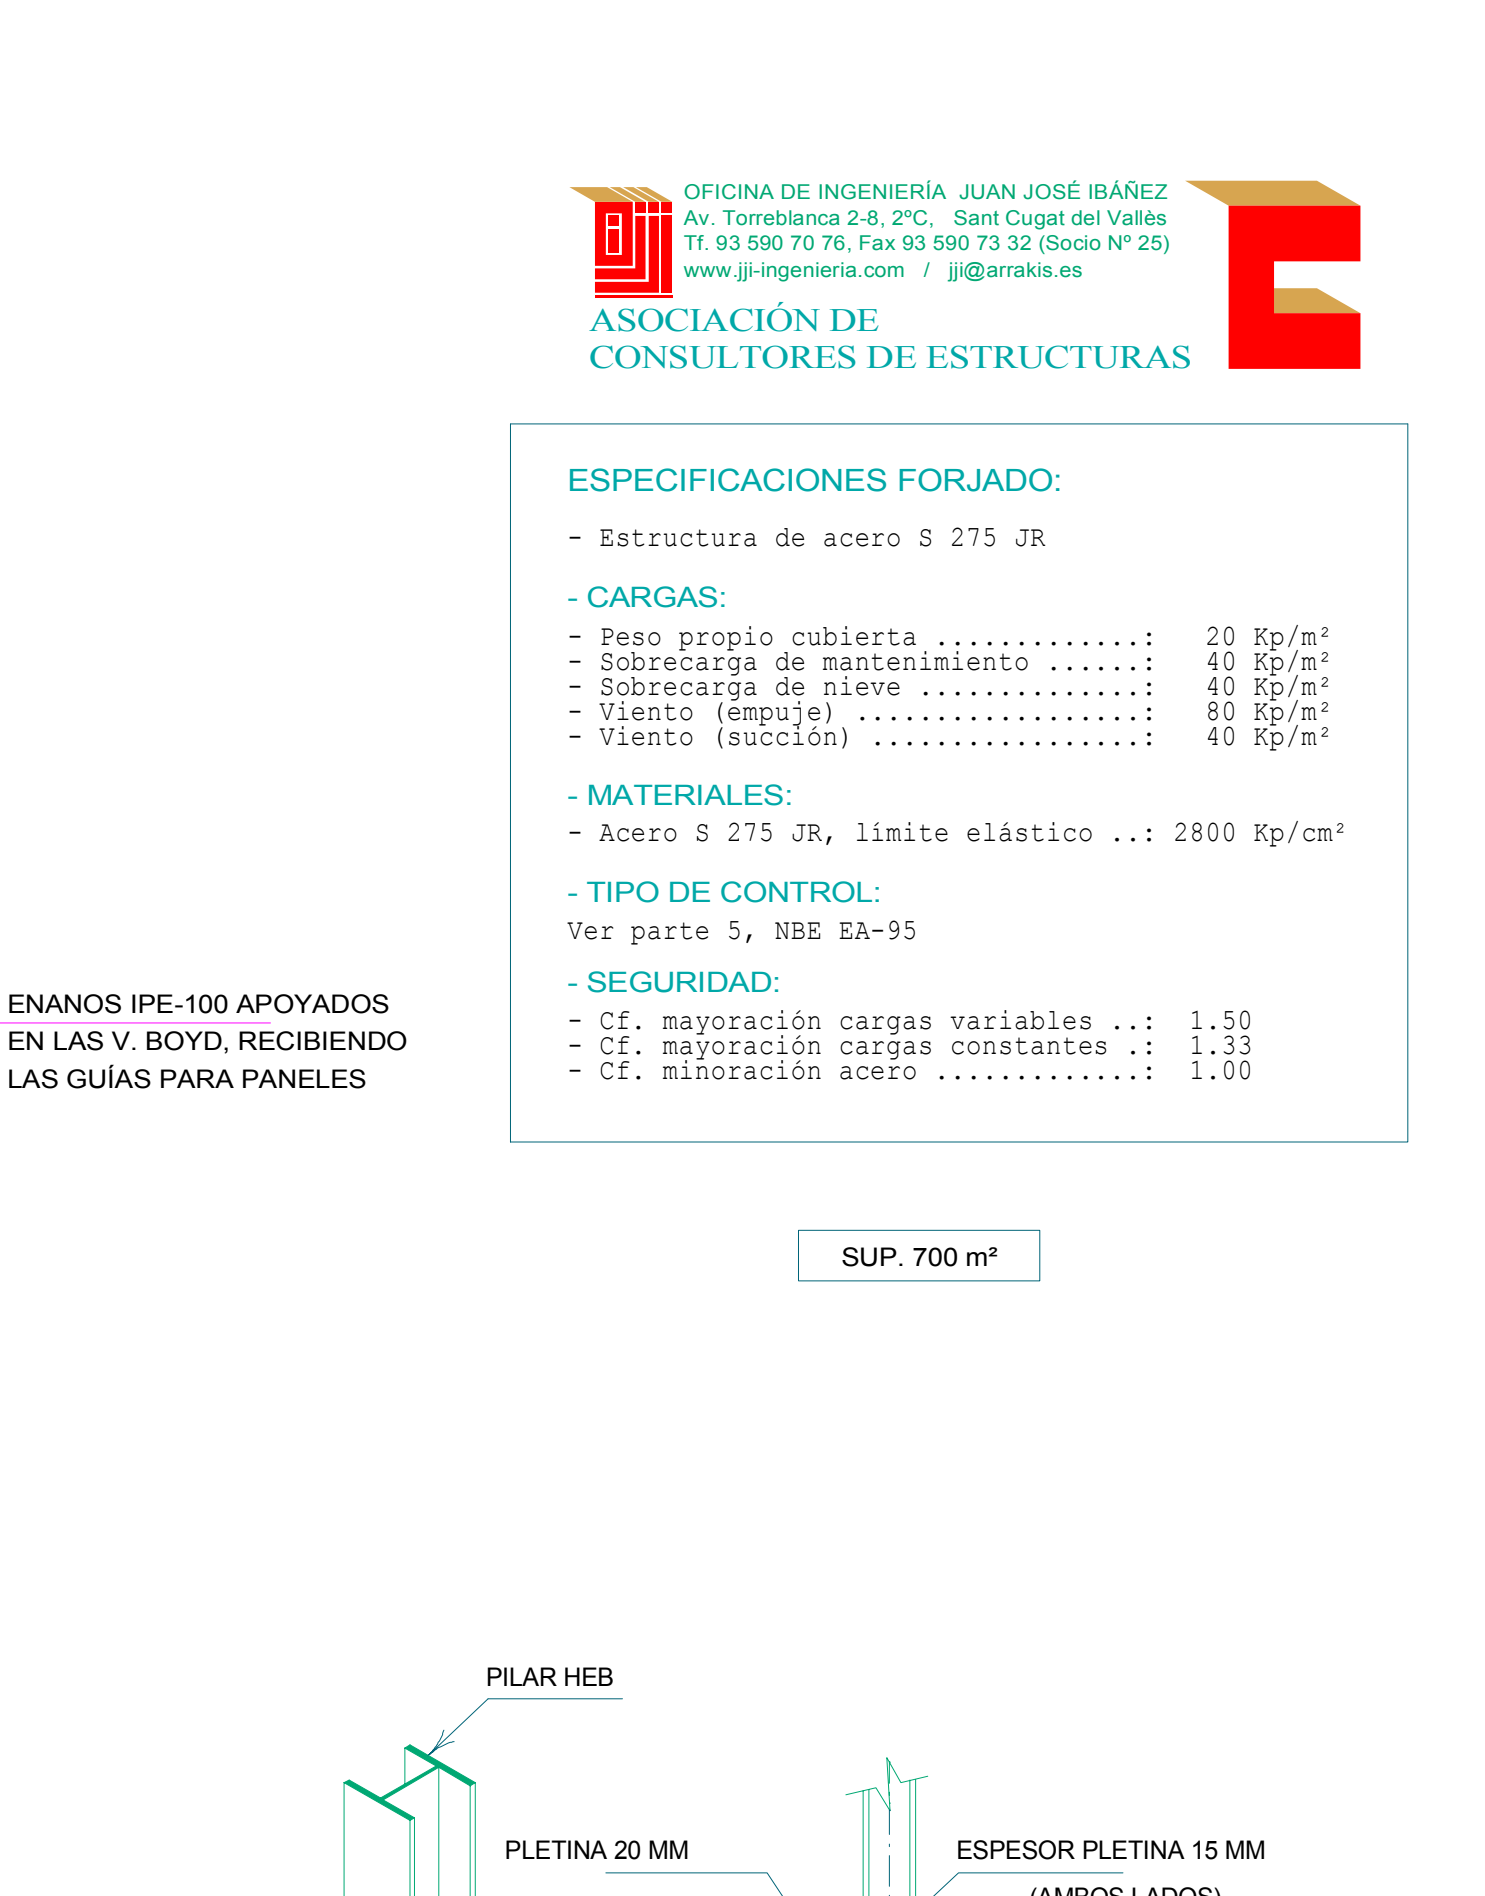 OFICINA DE INGENIERÍA JUAN JOSÉ IBÁÑEZ
Av. Torreblanca 2-8, 2ºC, Sant Cugat del Vallès
Tf. 93 590 70 76, Fax 93 590 73 32 (Socio Nº 25)
www.jji-ingenieria.com / jji@arrakis.es
ASOCIACIÓN DE
CONSULTORES DE ESTRUCTURAS
ESPECIFICACIONES FORJADO:
- Estructura de acero S 275 JR
- CARGAS:
- Peso propio cubierta .............: 20 Kp/m²
- Sobrecarga de mantenimiento ......: 40 Kp/m²
- Sobrecarga de nieve ..............: 40 Kp/m²
- Viento (empuje) ..................: 80 Kp/m²
- Viento (succión) .................: 40 Kp/m²
- MATERIALES:
- Acero S 275 JR, límite elástico ..: 2800 Kp/cm²
- TIPO DE CONTROL:
Ver parte 5, NBE EA-95
- SEGURIDAD:
- Cf. mayoración cargas variables ..: 1.50
- Cf. mayoración cargas constantes .: 1.33
- Cf. minoración acero .............: 1.00
ENANOS IPE-100 APOYADOS
EN LAS V. BOYD, RECIBIENDO
LAS GUÍAS PARA PANELES
SUP. 700 m²
PILAR HEB
PLETINA 20 MM
ESPESOR PLETINA 15 MM
(AMBOS LADOS)